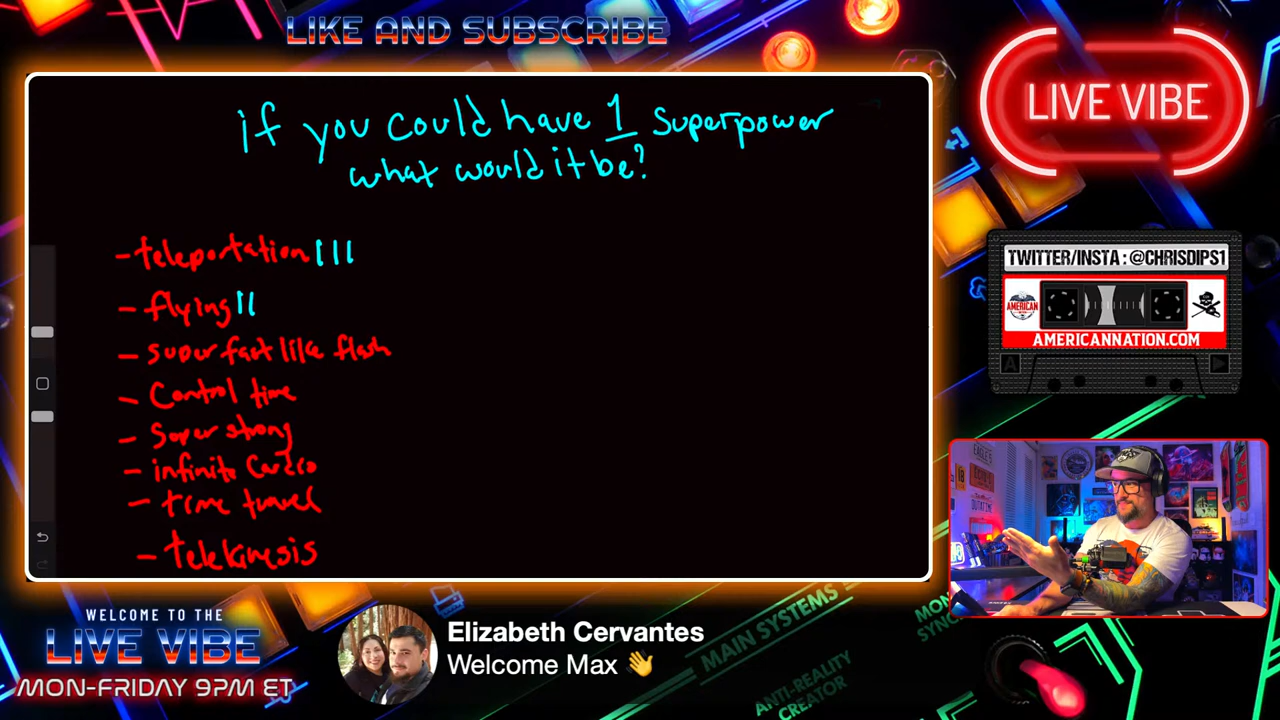 LIKE AND SUBSCRIBE
LIVE VIBE
if you could have 1 superpower
what would it be?
TWITTER/INSTA : @CHRISDIPS1
AMERICAN
AMERICANNATION.COM
A
- teleportation III
- flying II
- super fast like flash
- Control time
- Super strong
- infinite Cardio
- time travel
- telekinesis
WELCOME TO THE
LIVE VIBE
MON-FRIDAY 9PM ET
Elizabeth Cervantes
Welcome Max 👋
MAIN SYSTEMS
ANTI-REALITY
CREATOR